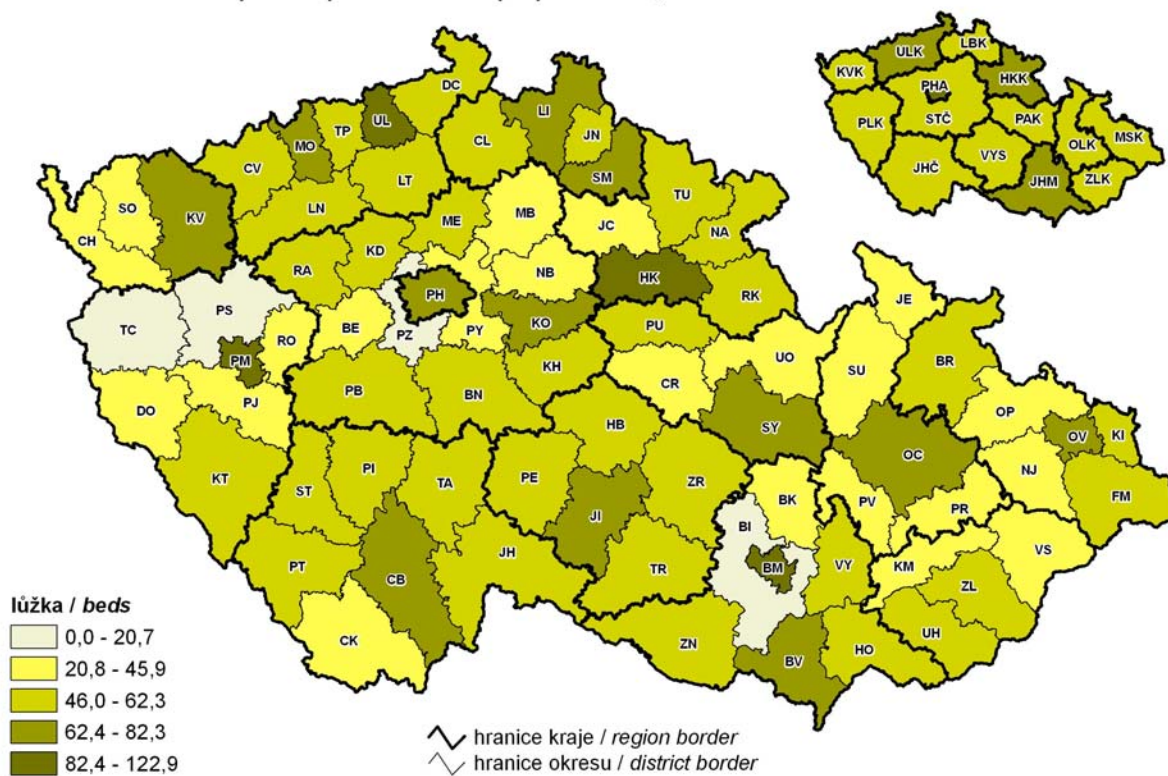 DC
UL
LI
MO
TP
JN
CL
CV
SM
LT
SO
KV
LN
TU
CH
ME
MB
JC
NA
KD
RA
NB
HK
RK
PH
PS
TC
KO
PU
JE
RO
BE
PZ
PY
PM
UO
BR
SU
KH
CR
PB
BN
DO
PJ
OP
HB
SY
OV
KI
OC
NJ
KT
ST
PI
TA
PE
ZR
BK
PV
PR
FM
JI
BI
VS
JH
BM
VY
KM
PT
CB
TR
ZL
CK
ZN
BV
HO
UH
ULK
LBK
KVK
HKK
PHA
STČ
PLK
PAK
OLK
MSK
VYS
JHČ
JHM
ZLK
lůžka / beds
0,0 - 20,7
20,8 - 45,9
46,0 - 62,3
62,4 - 82,3
82,4 - 122,9
hranice kraje / region border
hranice okresu / district border